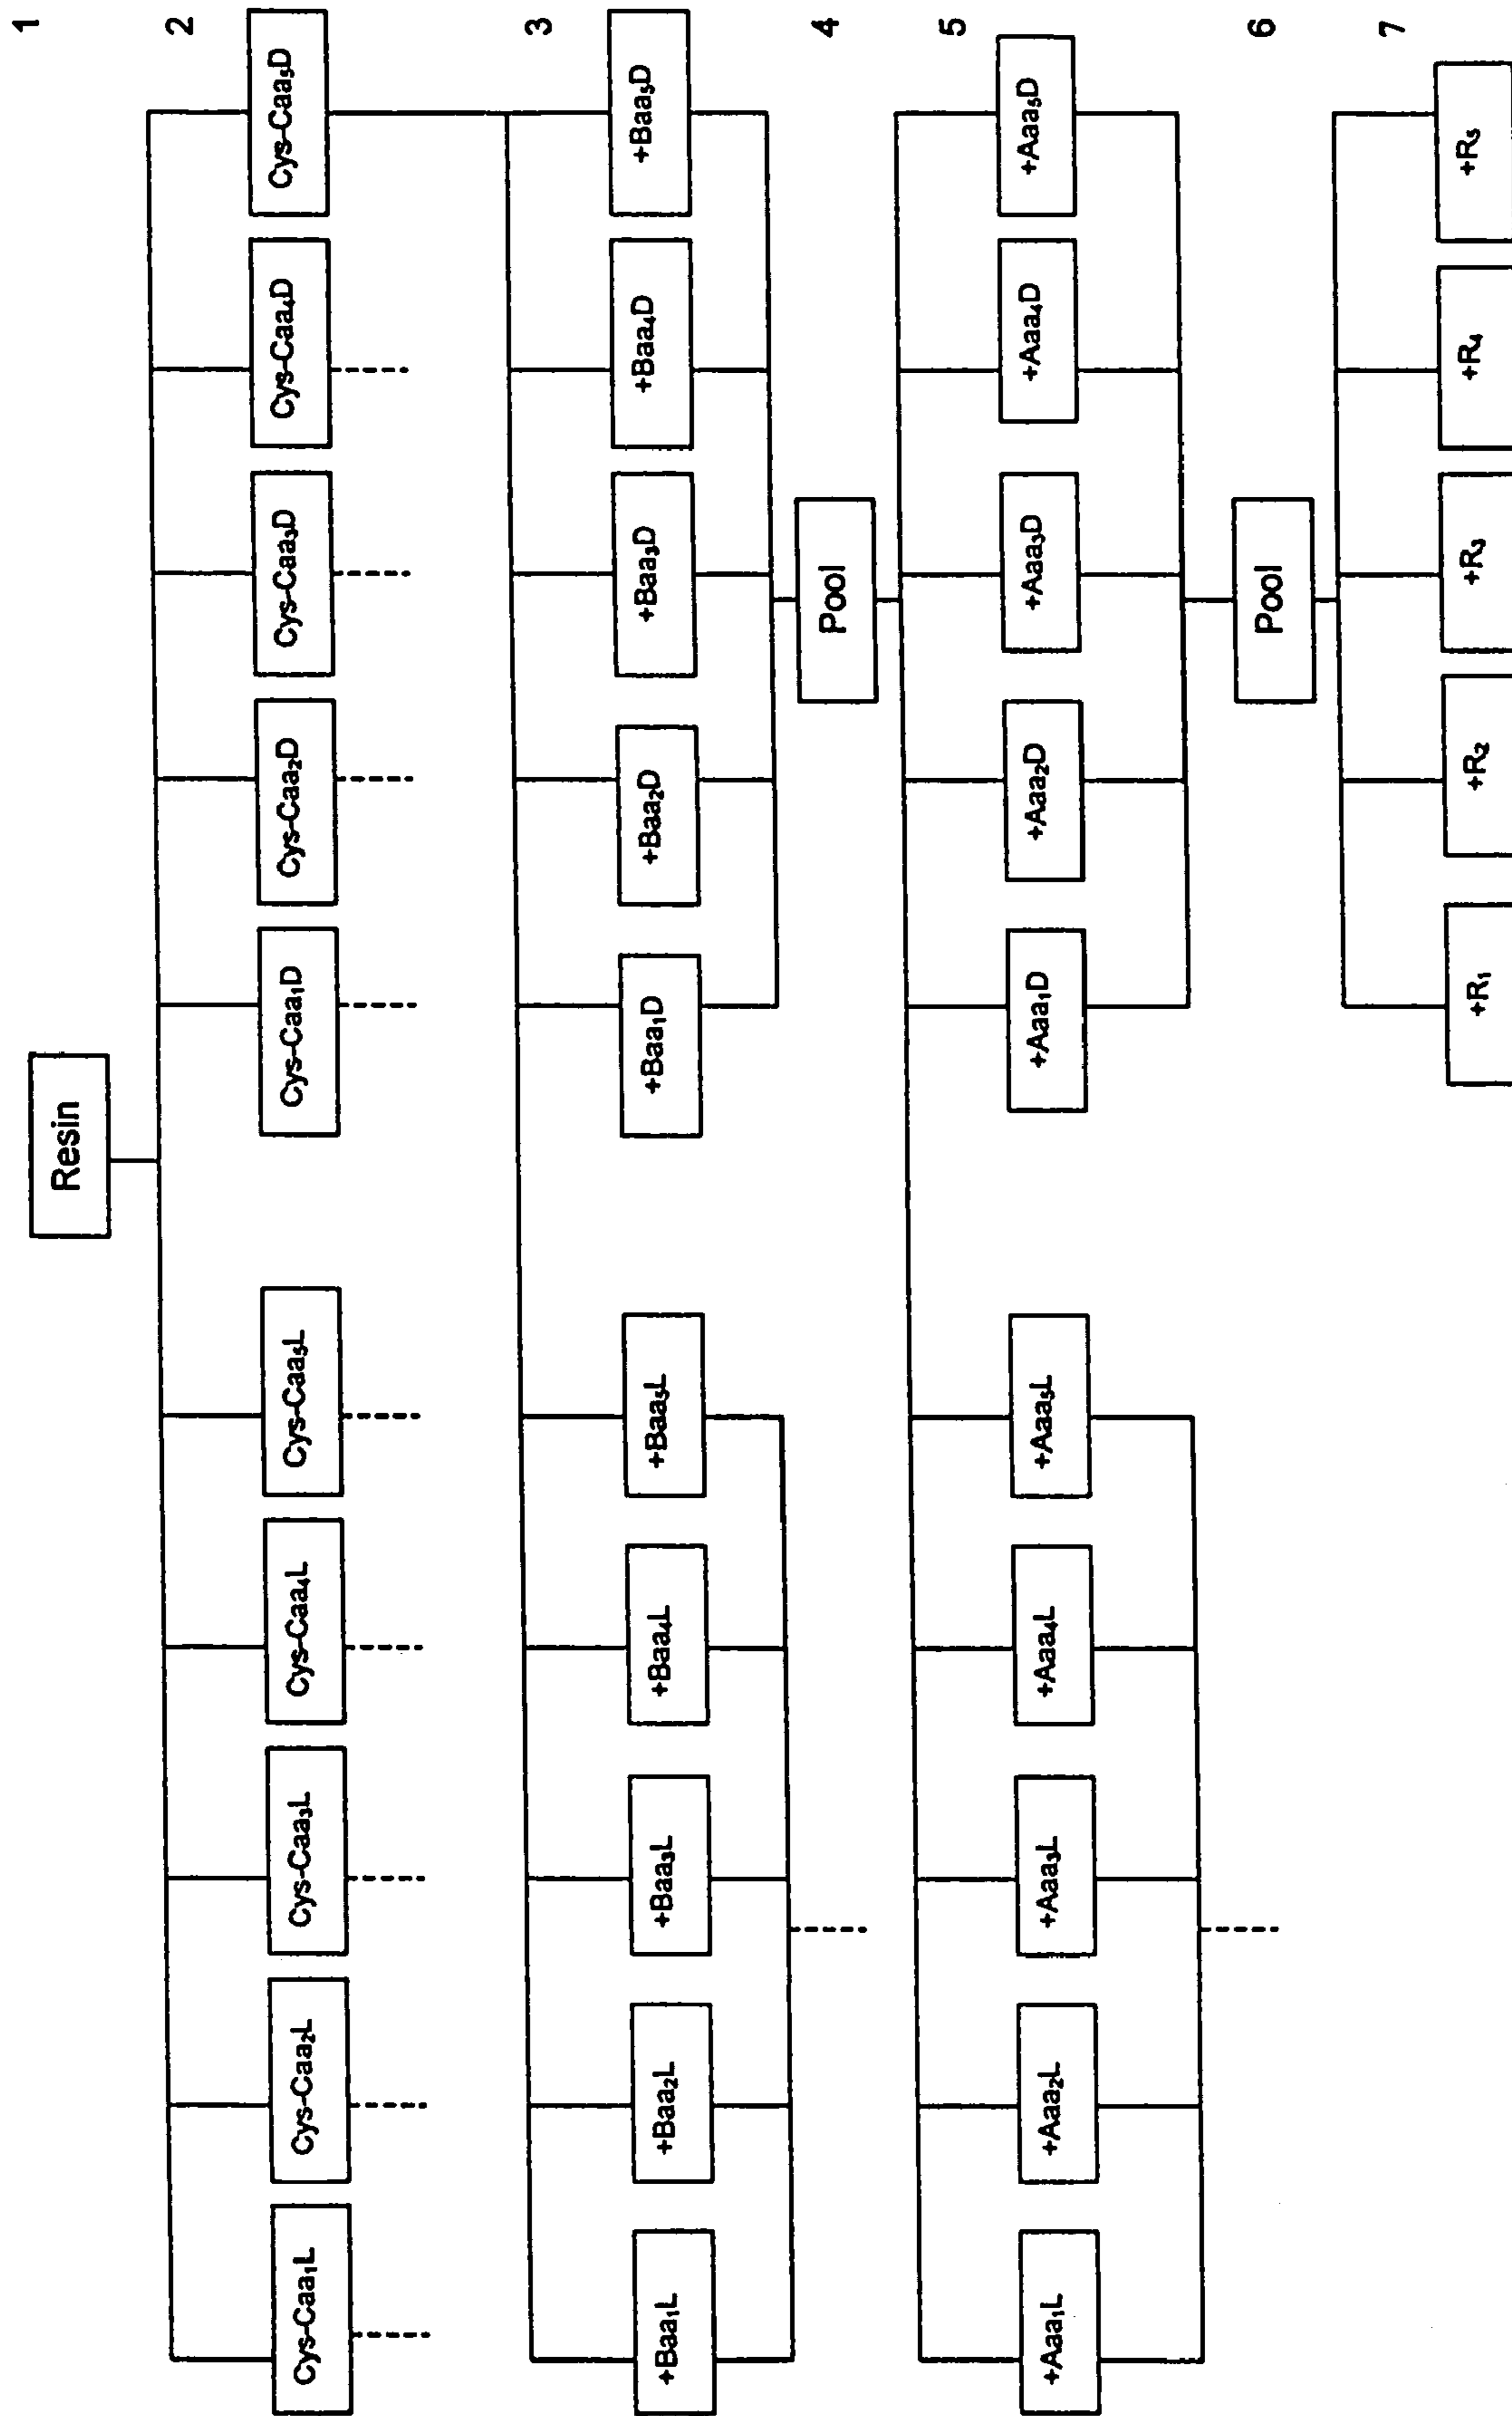 1
Resin
2
Cys-Caa₁L
Cys-Caa₂L
Cys-Caa₃L
Cys-Caa₄L
Cys-Caa₅L
Cys-Caa₁D
Cys-Caa₂D
Cys-Caa₃D
Cys-Caa₄D
Cys-Caa₅D
3
+Baa₁L
+Baa₂L
+Baa₃L
+Baa₄L
+Baa₅L
+Baa₁D
+Baa₂D
+Baa₃D
+Baa₄D
+Baa₅D
4
Pool
5
+Aaa₁L
+Aaa₂L
+Aaa₃L
+Aaa₄L
+Aaa₅L
+Aaa₁D
+Aaa₂D
+Aaa₃D
+Aaa₄D
+Aaa₅D
6
Pool
7
+R₁
+R₂
+R₃
+R₄
+R₅